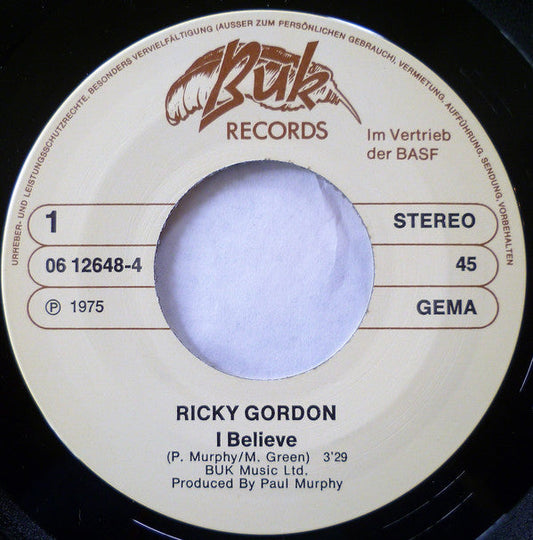 URHEBER- UND LEISTUNGSSCHUTZRECHTE, BESONDERS VERVIELFÄLTIGUNG (AUSSER ZUM PERSÖNLICHEN GEBRAUCH), VERMIETUNG, AUFFÜHRUNG, SENDUNG, VORBEHALTEN
Buk
RECORDS
Im Vertrieb
der BASF
1 STEREO
06 12648-4 45
℗ 1975 GEMA
RICKY GORDON
I Believe
(P. Murphy/M. Green) 3'29
BUK Music Ltd.
Produced By Paul Murphy